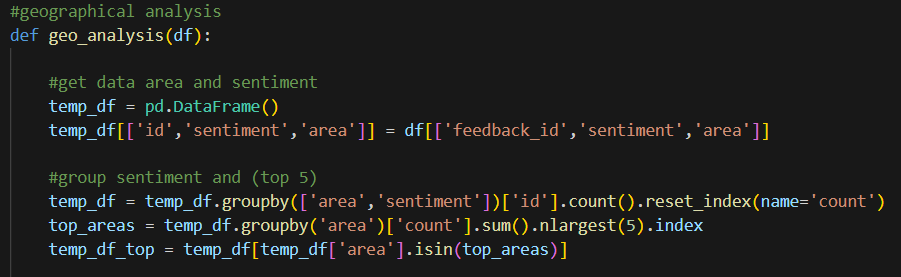 #geographical analysis
def geo_analysis(df):
#get data area and sentiment
temp_df = pd.DataFrame()
temp_df[['id','sentiment','area']] = df[['feedback_id','sentiment','area']]
#group sentiment and (top 5)
temp_df = temp_df.groupby(['area','sentiment'])['id'].count().reset_index(name='count')
top_areas = temp_df.groupby('area')['count'].sum().nlargest(5).index
temp_df_top = temp_df[temp_df['area'].isin(top_areas)]